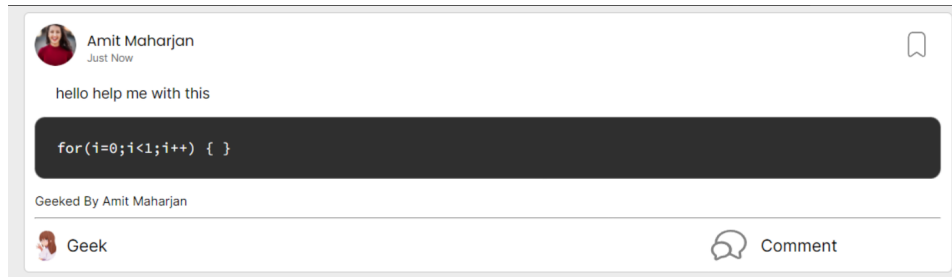 Amit Maharjan
Just Now
hello help me with this
for(i=0;i<1;i++) { }
Geeked By Amit Maharjan
Geek
Comment